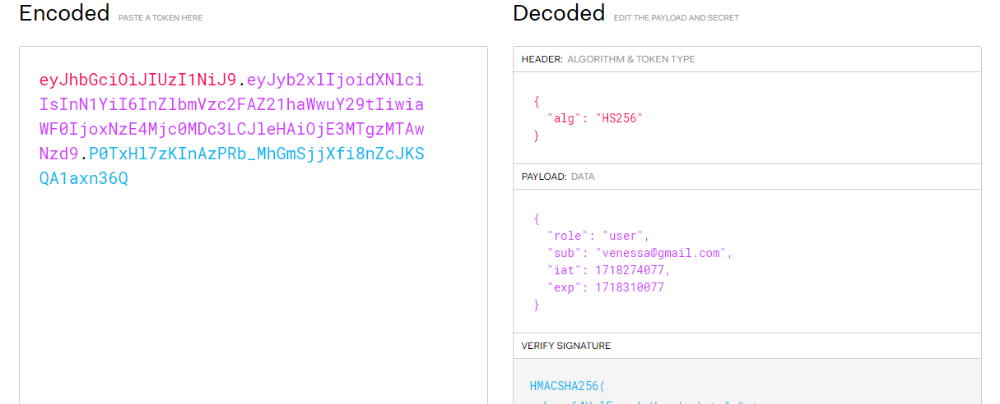 Encoded PASTE A TOKEN HERE
eyJhbGciOiJIUzI1NiJ9.eyJyb2xlIjoidXNlci
IsInN1YiI6InZlbmVzc2FAZ21haWwuY29tIiwia
WF0IjoxNzE4Mjc0MDc3LCJleHAiOjE3MTgzMTAw
Nzd9.P0TxHl7zKInAzPRb_MhGmSjjXfi8nZcJKS
QA1axn36Q
Decoded EDIT THE PAYLOAD AND SECRET
HEADER: ALGORITHM & TOKEN TYPE
{
"alg": "HS256"
}
PAYLOAD: DATA
{
"role": "user",
"sub": "venessa@gmail.com",
"iat": 1718274077,
"exp": 1718310077
}
VERIFY SIGNATURE
HMACSHA256(